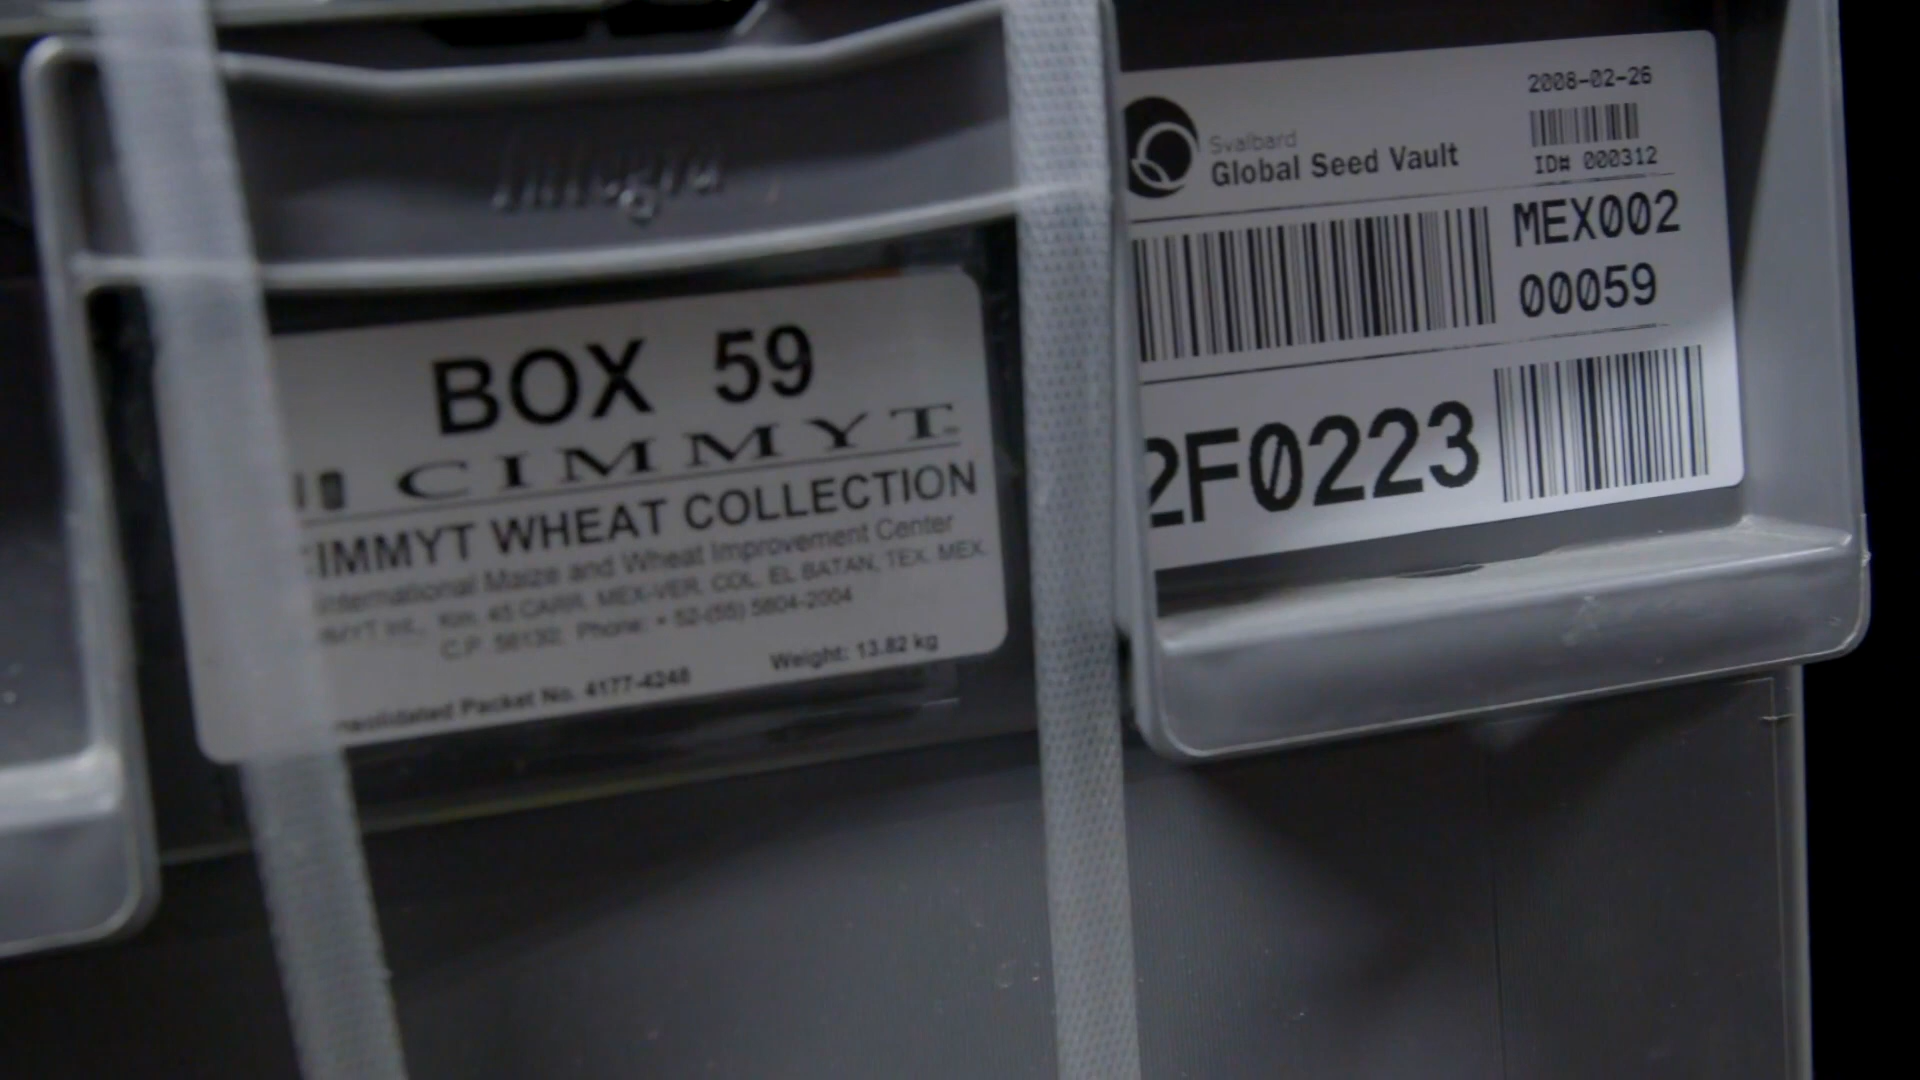 Integra
BOX 59
CIMMYT
CIMMYT WHEAT COLLECTION
International Maize and Wheat Improvement Center
Km. 45 CARR. MEX-VER. COL. EL BATAN, TEX. MEX.
C.P. 56130, Phone: + 52-(55) 5804-2004
Weight: 13.82 kg
Packet No. 4177-4248
2008-02-26
Svalbard
Global Seed Vault
ID# 000312
MEX002
00059
2F0223